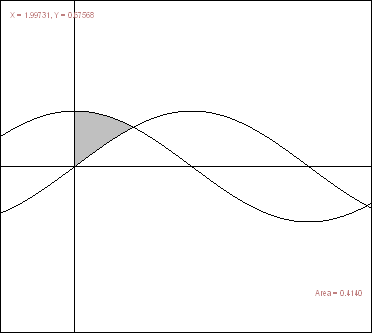 X = 1.99731, Y = 0.57568
Area = 0.4140